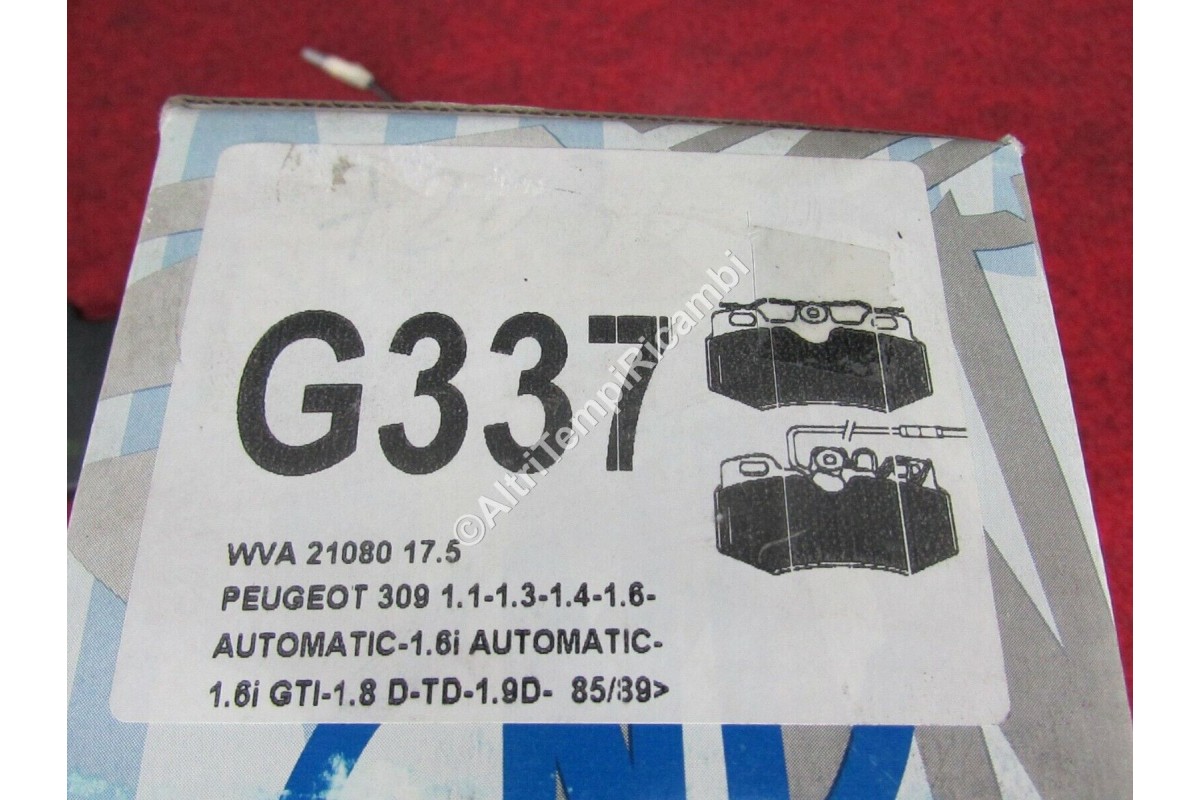 G337
©AltriTempiRicambi
WVA 21080 17.5
PEUGEOT 309 1.1-1.3-1.4-1.6-
AUTOMATIC-1.6i AUTOMATIC-
1.6i GTI-1.8 D-TD-1.9D- 85/89>